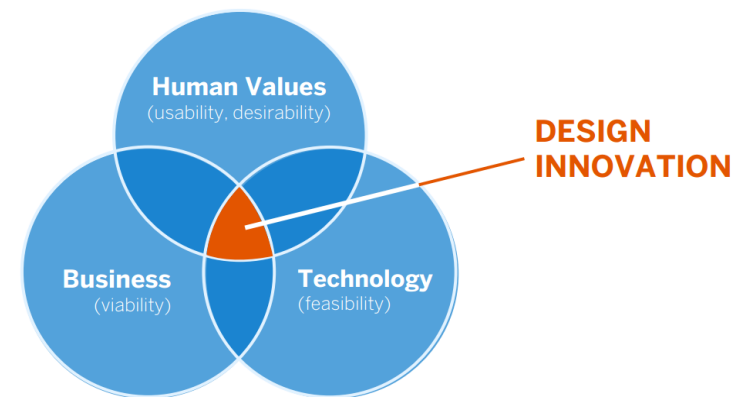 Human Values
(usability, desirability)
DESIGN
INNOVATION
Business
(viability)
Technology
(feasibility)